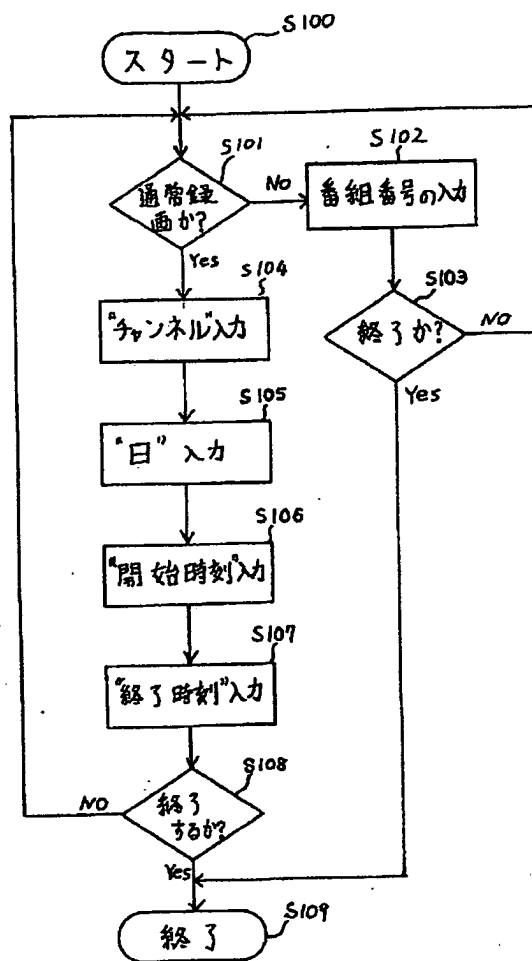 S100
スタート
S101
通常録
画か?
No
Yes
S102
番組番号の入力
S103
終了か?
NO
Yes
S104
"チャンネル"入力
S105
"日" 入力
S106
"開始時刻"入力
S107
"終了時刻"入力
S108
終了
するか?
NO
Yes
S109
終了